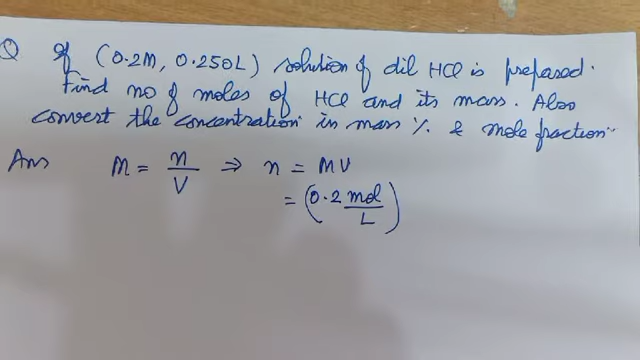 Q If (0.2M, 0.250L) solution of dil HCl is prepared.
Find no of moles of HCl and its mass. Also
convert the concentration in mass % & mole fraction.
Ans M = n/V ⇒ n = MV
= (0.2 mol/L)